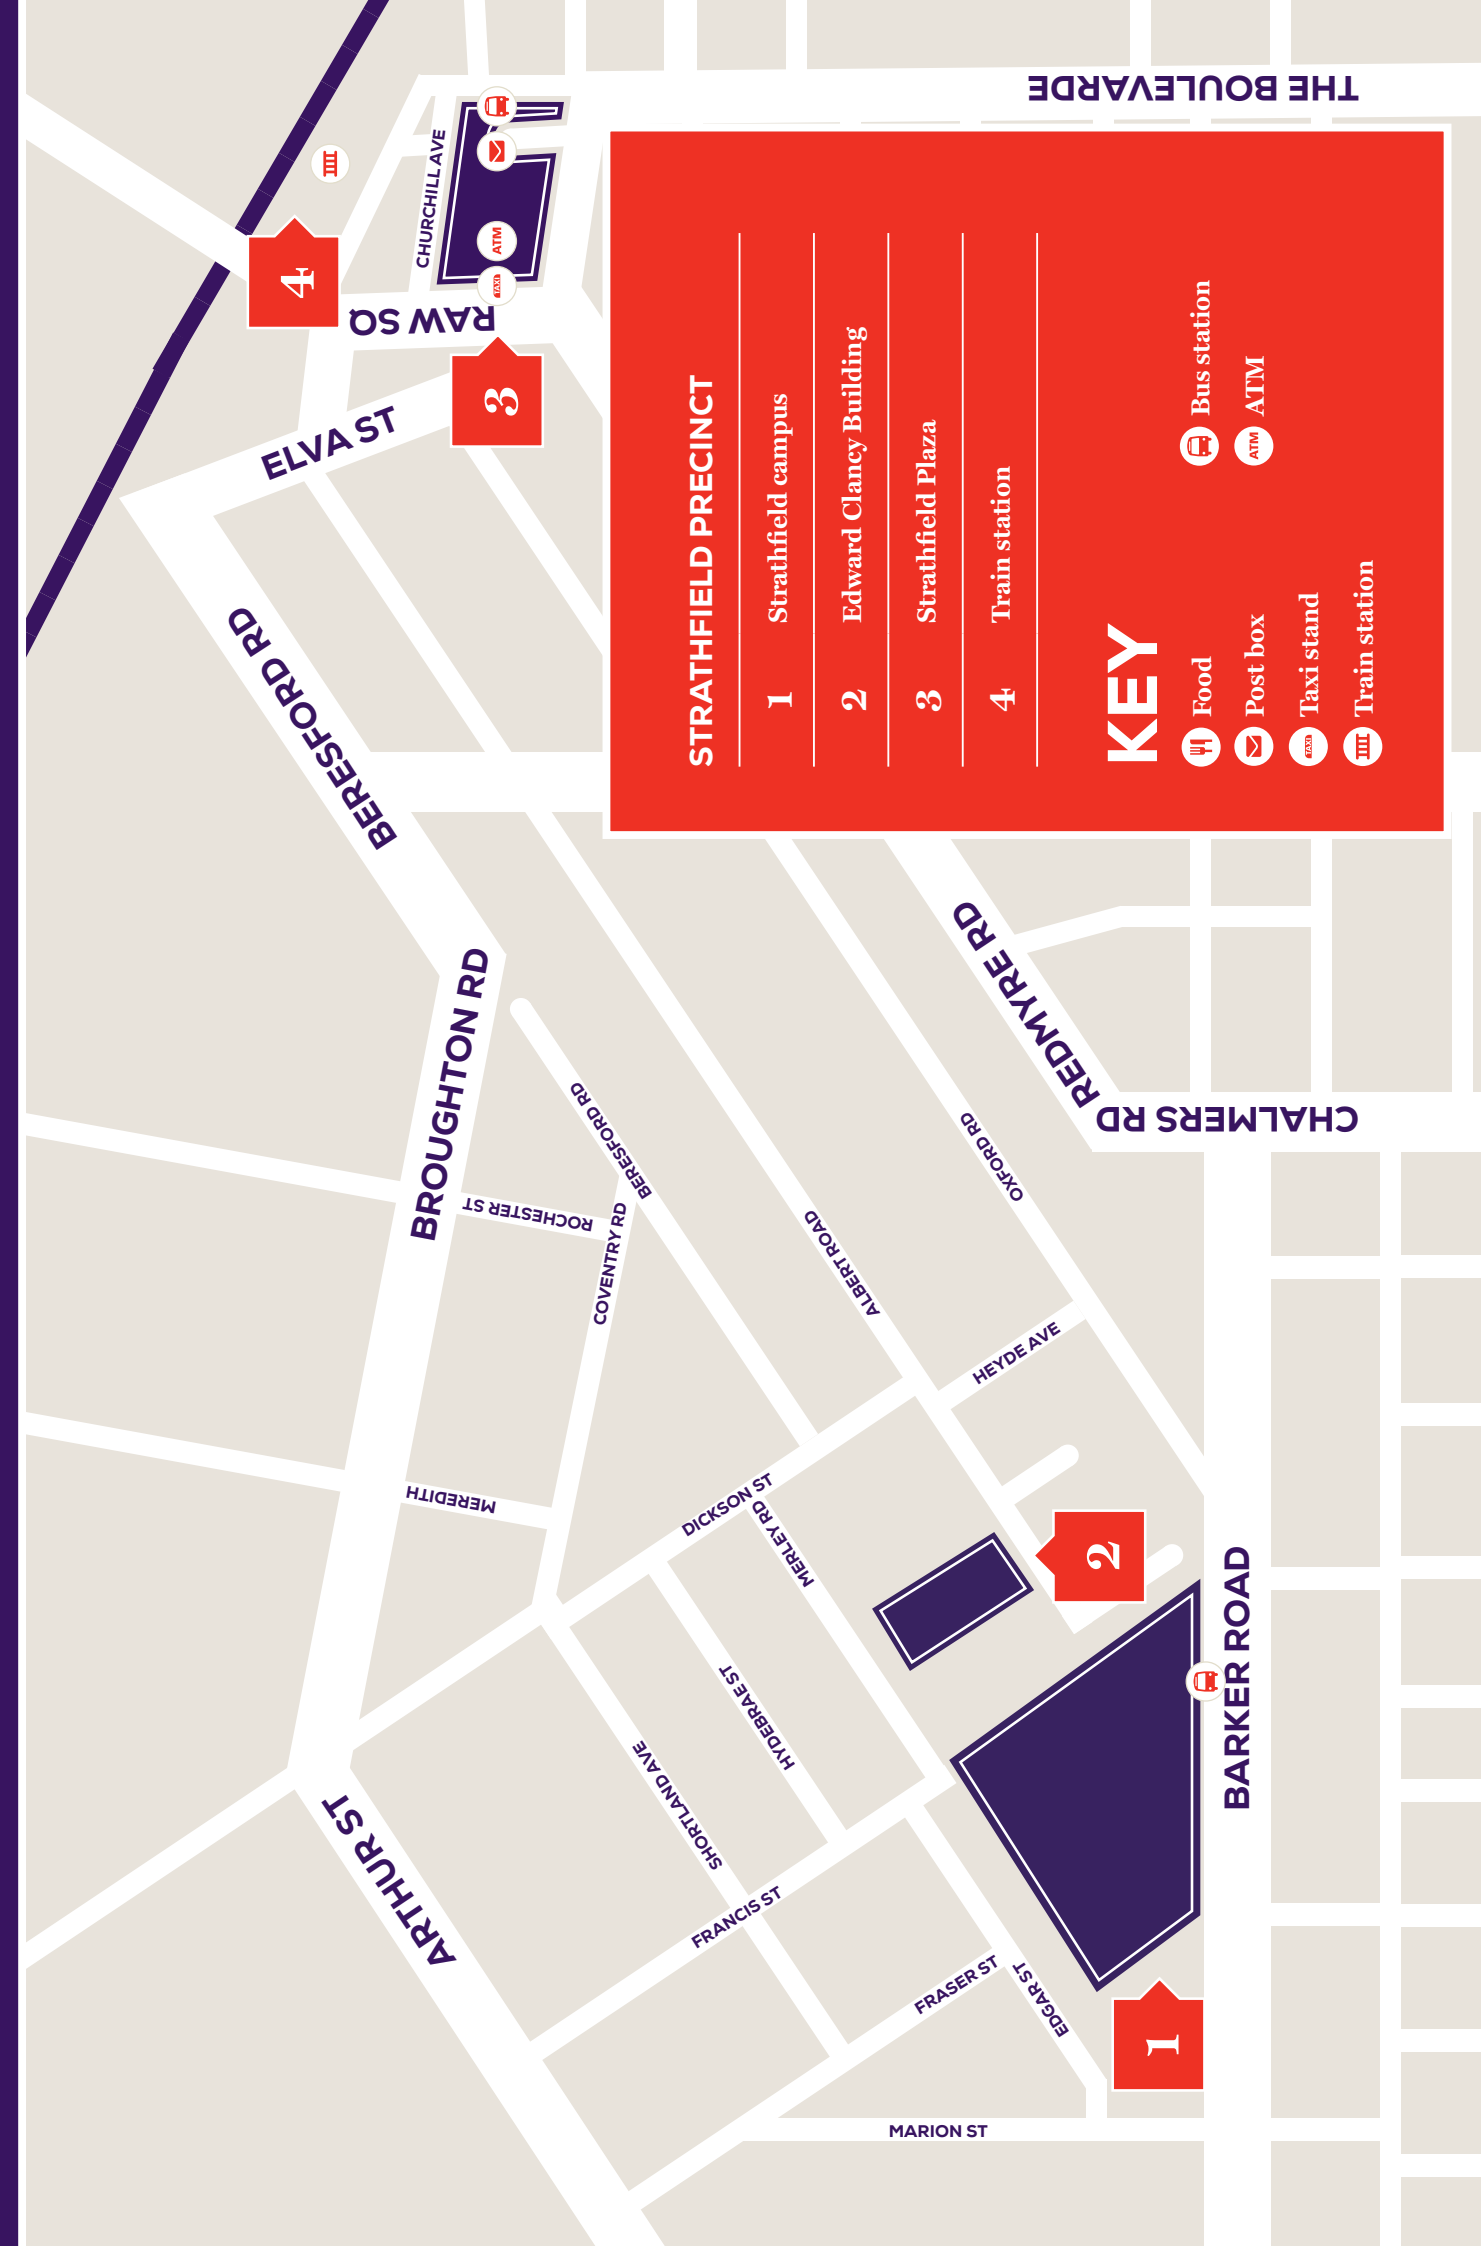 STRATHFIELD PRECINCT
1 Strathfield campus
2 Edward Clancy Building
3 Strathfield Plaza
4 Train station
KEY
Food
Post box
TAXI Taxi stand
Train station
Bus station
ATM ATM
THE BOULEVARDE
CHURCHILL AVE
ATM
TAXI
RAW SQ
4
3
ELVA ST
BERESFORD RD
BROUGHTON RD
REDMYRE RD
CHALMERS RD
BERESFORD RD
OXFORD RD
ROCHESTER ST
COVENTRY RD
ALBERT ROAD
HEYDE AVE
MEREDITH
DICKSON ST
MERLEY RD
2
BARKER ROAD
HYDEBRAE ST
SHORTLAND AVE
ARTHUR ST
FRANCIS ST
FRASER ST
EDGAR ST
1
MARION ST